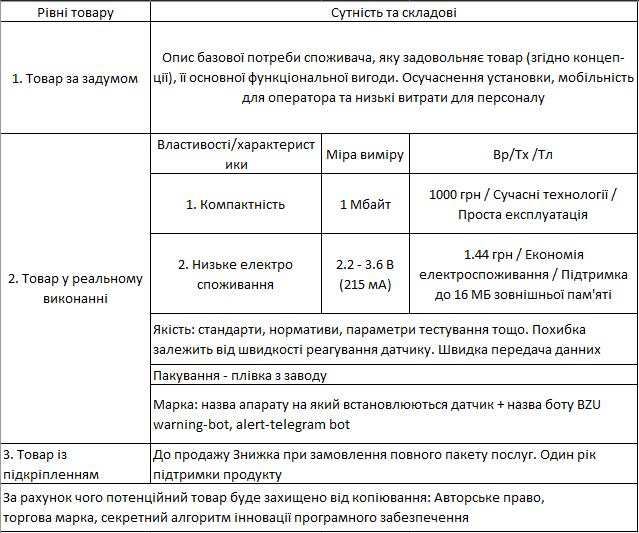 Рівні товару
Сутність та складові
1. Товар за задумом
Опис базової потреби споживача, яку задовольняє товар (згідно концеп-
ції), її основної функціональної вигоди. Осучаснення установки, мобільність
для оператора та низькі витрати для персоналу
2. Товар у реальному
виконанні
Властивості/характерист
ики
Міра виміру
Вр/Тх /Тл
1. Компактність
1 Мбайт
1000 грн / Сучасні технології /
Проста експлуатація
2. Низьке електро
споживання
2.2 - 3.6 В
(215 мА)
1.44 грн / Економія
електроспоживання / Підтримка
до 16 МБ зовнішньої пам'яті
Якість: стандарти, нормативи, параметри тестування тощо. Похибка
залежить від швидкості реагування датчику. Швидка передача данних
Пакування - плівка з заводу
Марка: назва апарату на який встановлюються датчик + назва боту BZU
warning-bot, alert-telegram bot
3. Товар із
підкріпленням
До продажу Знижка при замовлення повного пакету послуг. Один рік
підтримки продукту
За рахунок чого потенційний товар буде захищено від копіювання: Авторське право,
торгова марка, секретний алгоритм інновації програмного забезпечення